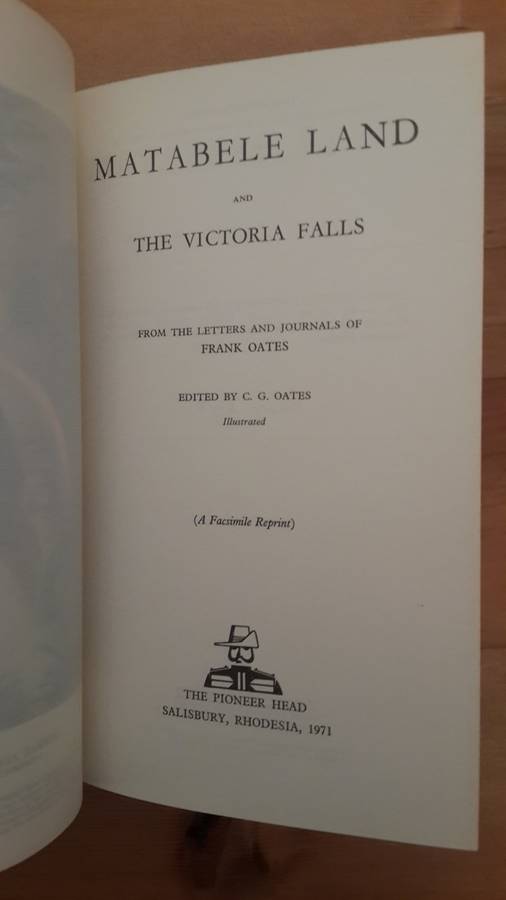 MATABELE LAND
AND
THE VICTORIA FALLS
FROM THE LETTERS AND JOURNALS OF
FRANK OATES
EDITED BY C. G. OATES
Illustrated
(A Facsimile Reprint)
THE PIONEER HEAD
SALISBURY, RHODESIA, 1971